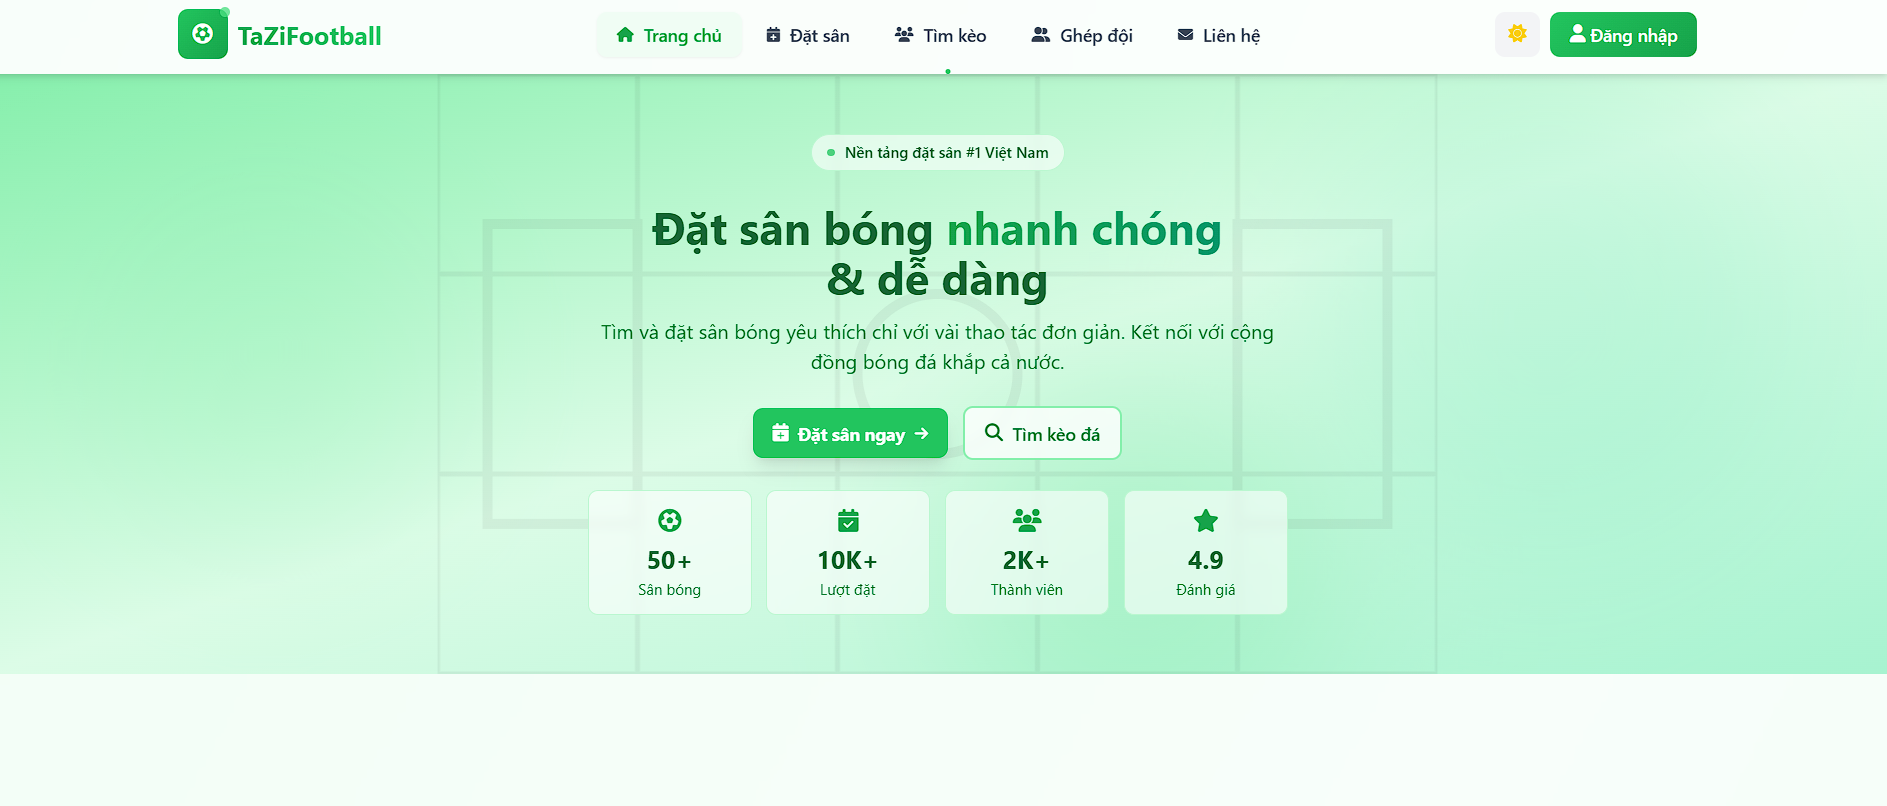 TaZiFootball
Trang chủ
Đặt sân
Tìm kèo
Ghép đội
Liên hệ
Đăng nhập
Nền tảng đặt sân #1 Việt Nam
Đặt sân bóng nhanh chóng
& dễ dàng
Tìm và đặt sân bóng yêu thích chỉ với vài thao tác đơn giản. Kết nối với cộng
đồng bóng đá khắp cả nước.
Đặt sân ngay →
Tìm kèo đá
50+
Sân bóng
10K+
Lượt đặt
2K+
Thành viên
4.9
Đánh giá